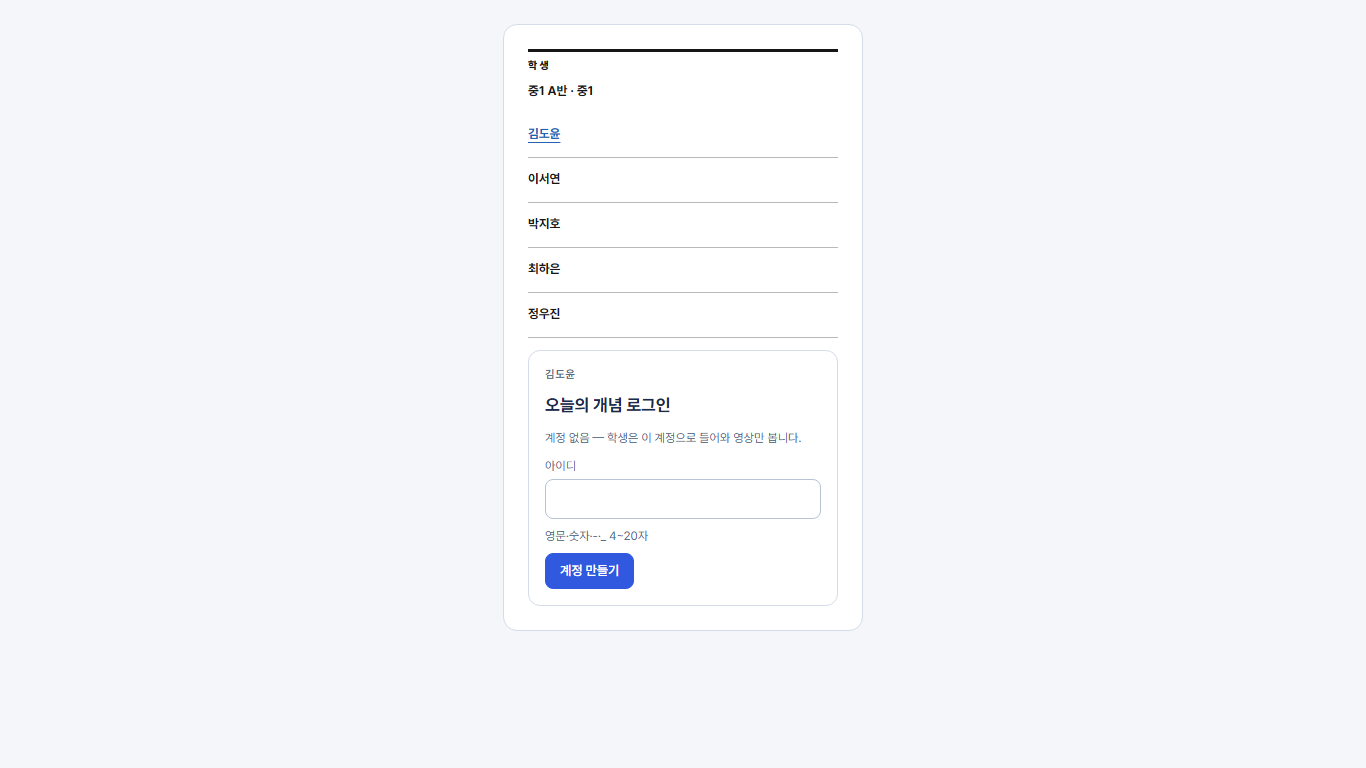 학생
중1 A반 · 중1
김도윤
이서연
박지호
최하은
정우진
김도윤
오늘의 개념 로그인
계정 없음 — 학생은 이 계정으로 들어와 영상만 봅니다.
아이디
영문·숫자·-·_ 4~20자
계정 만들기